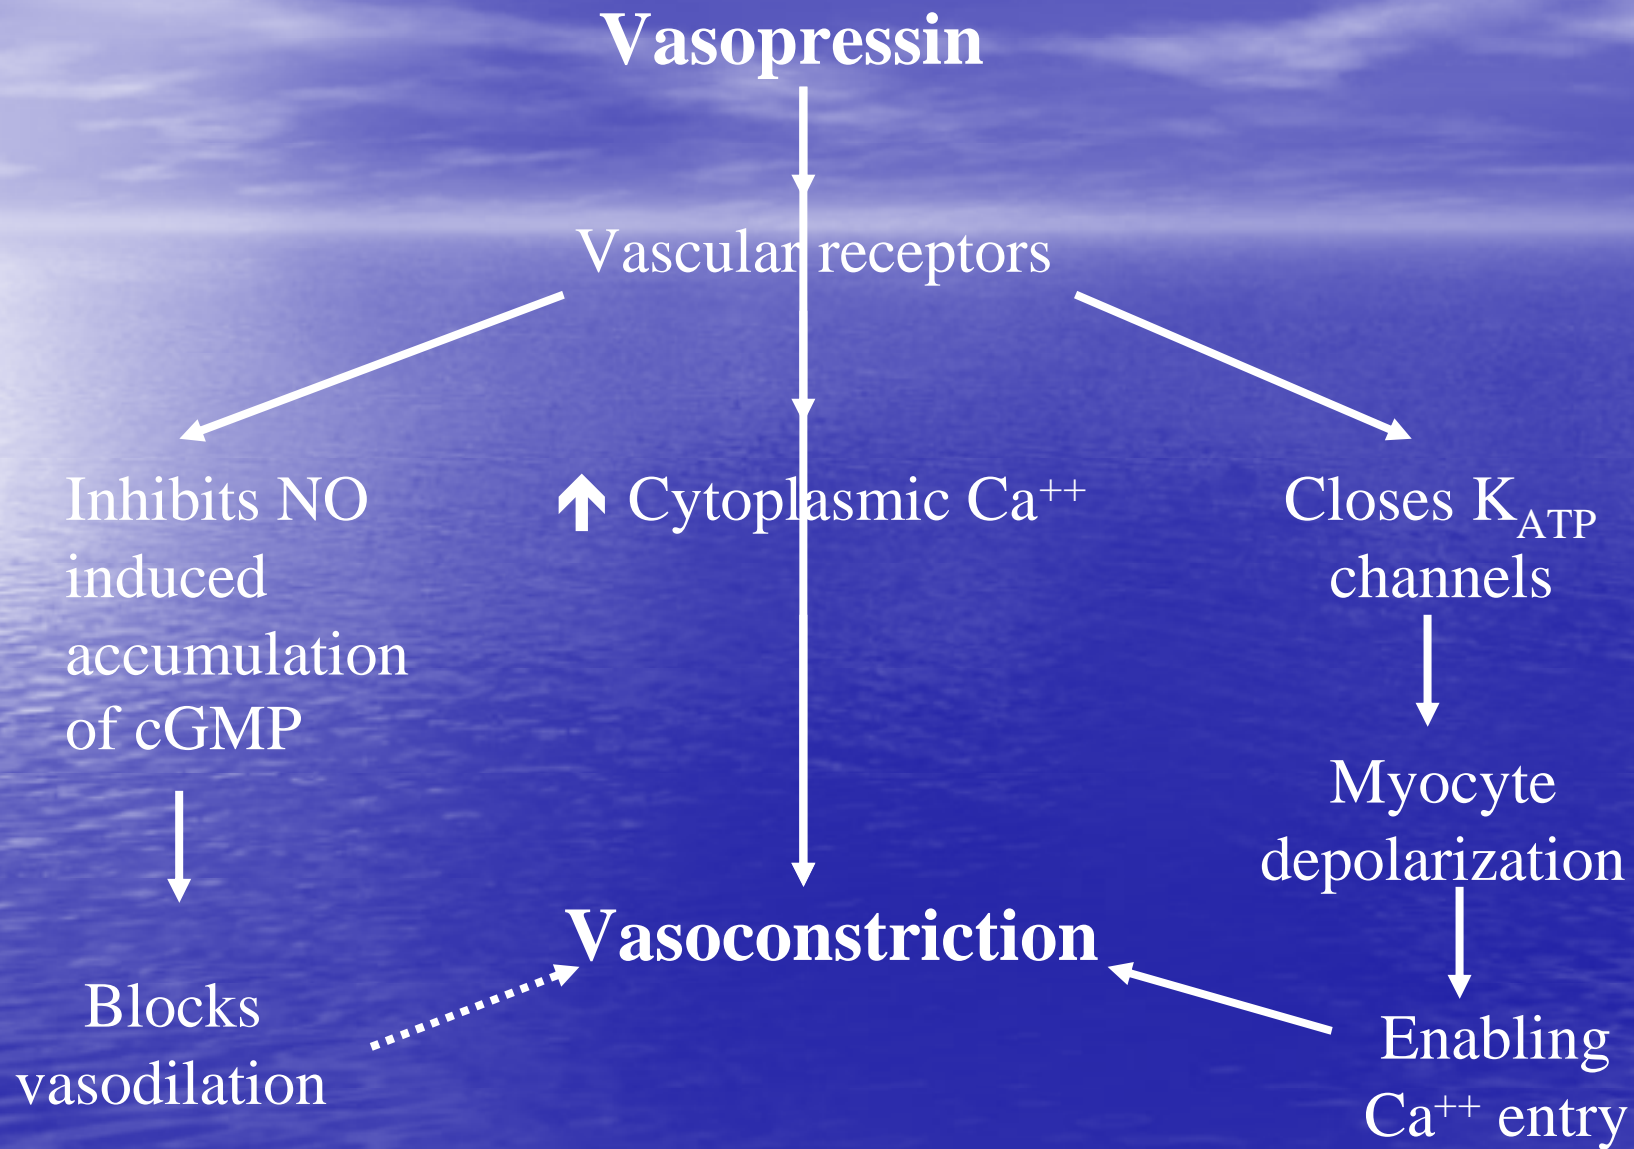 Vasopressin
Vascular receptors
Inhibits NO
induced
accumulation
of cGMP
Blocks
vasodilation
🡹 Cytoplasmic Ca⁺⁺
Vasoconstriction
Closes K_ATP
channels
Myocyte
depolarization
Enabling
Ca⁺⁺ entry